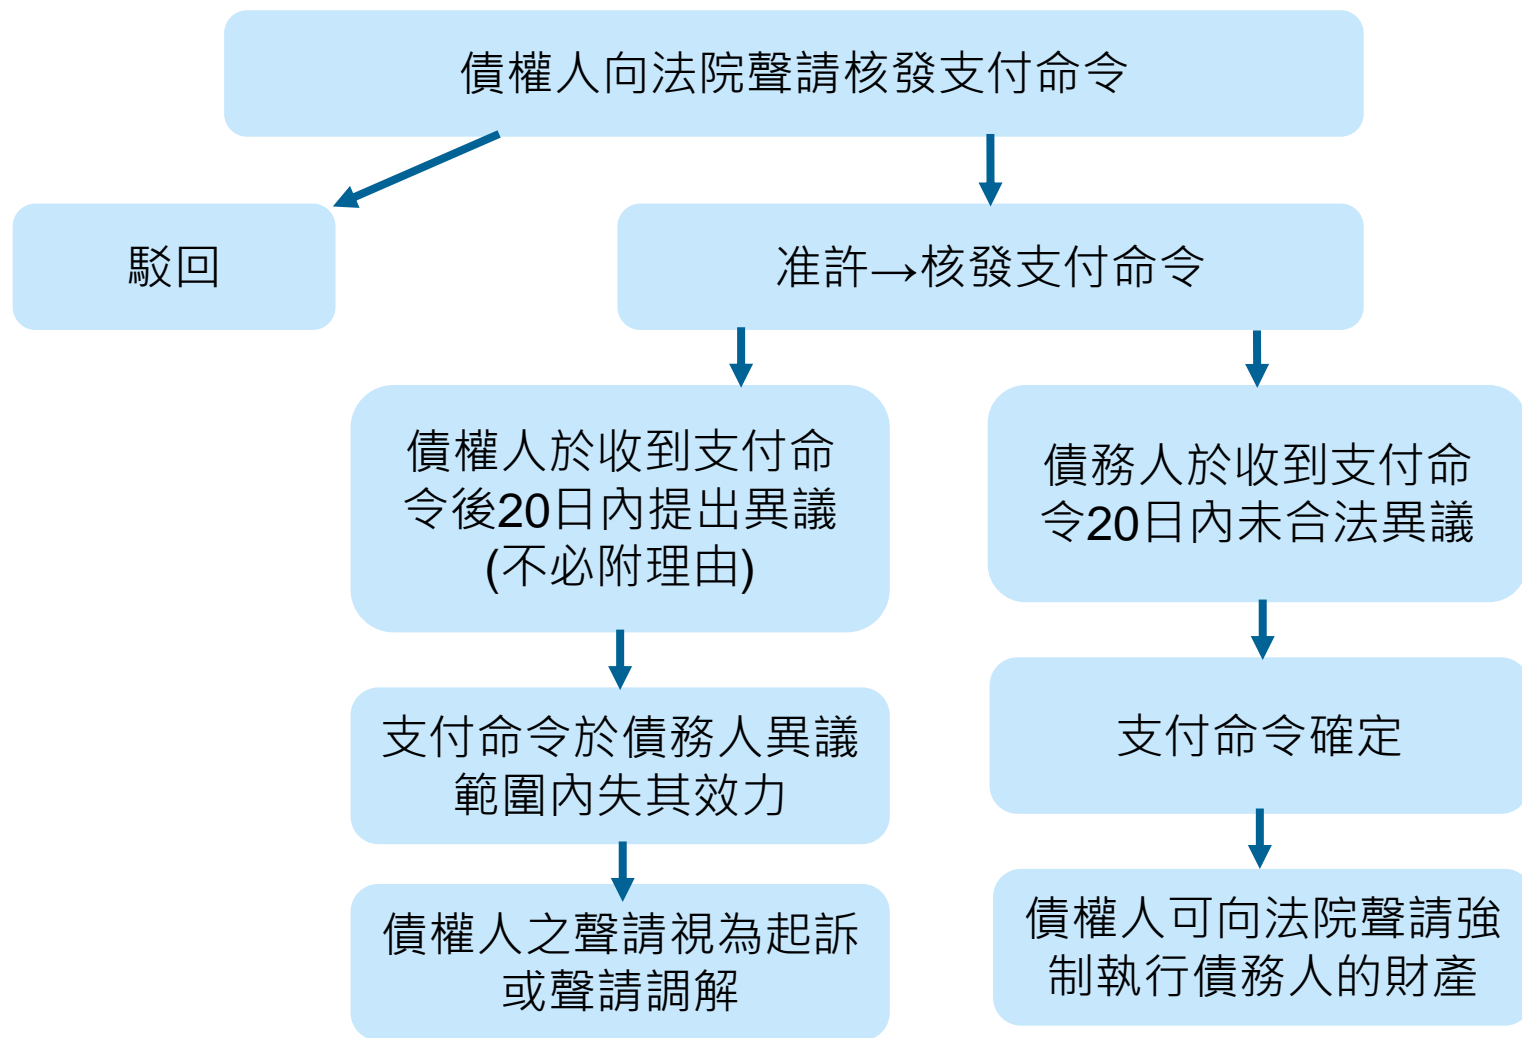 債權人向法院聲請核發支付命令
駁回
准許→核發支付命令
債權人於收到支付命
令後20日內提出異議
(不必附理由)
債務人於收到支付命
令20日內未合法異議
支付命令於債務人異議
範圍內失其效力
支付命令確定
債權人之聲請視為起訴
或聲請調解
債權人可向法院聲請強
制執行債務人的財產